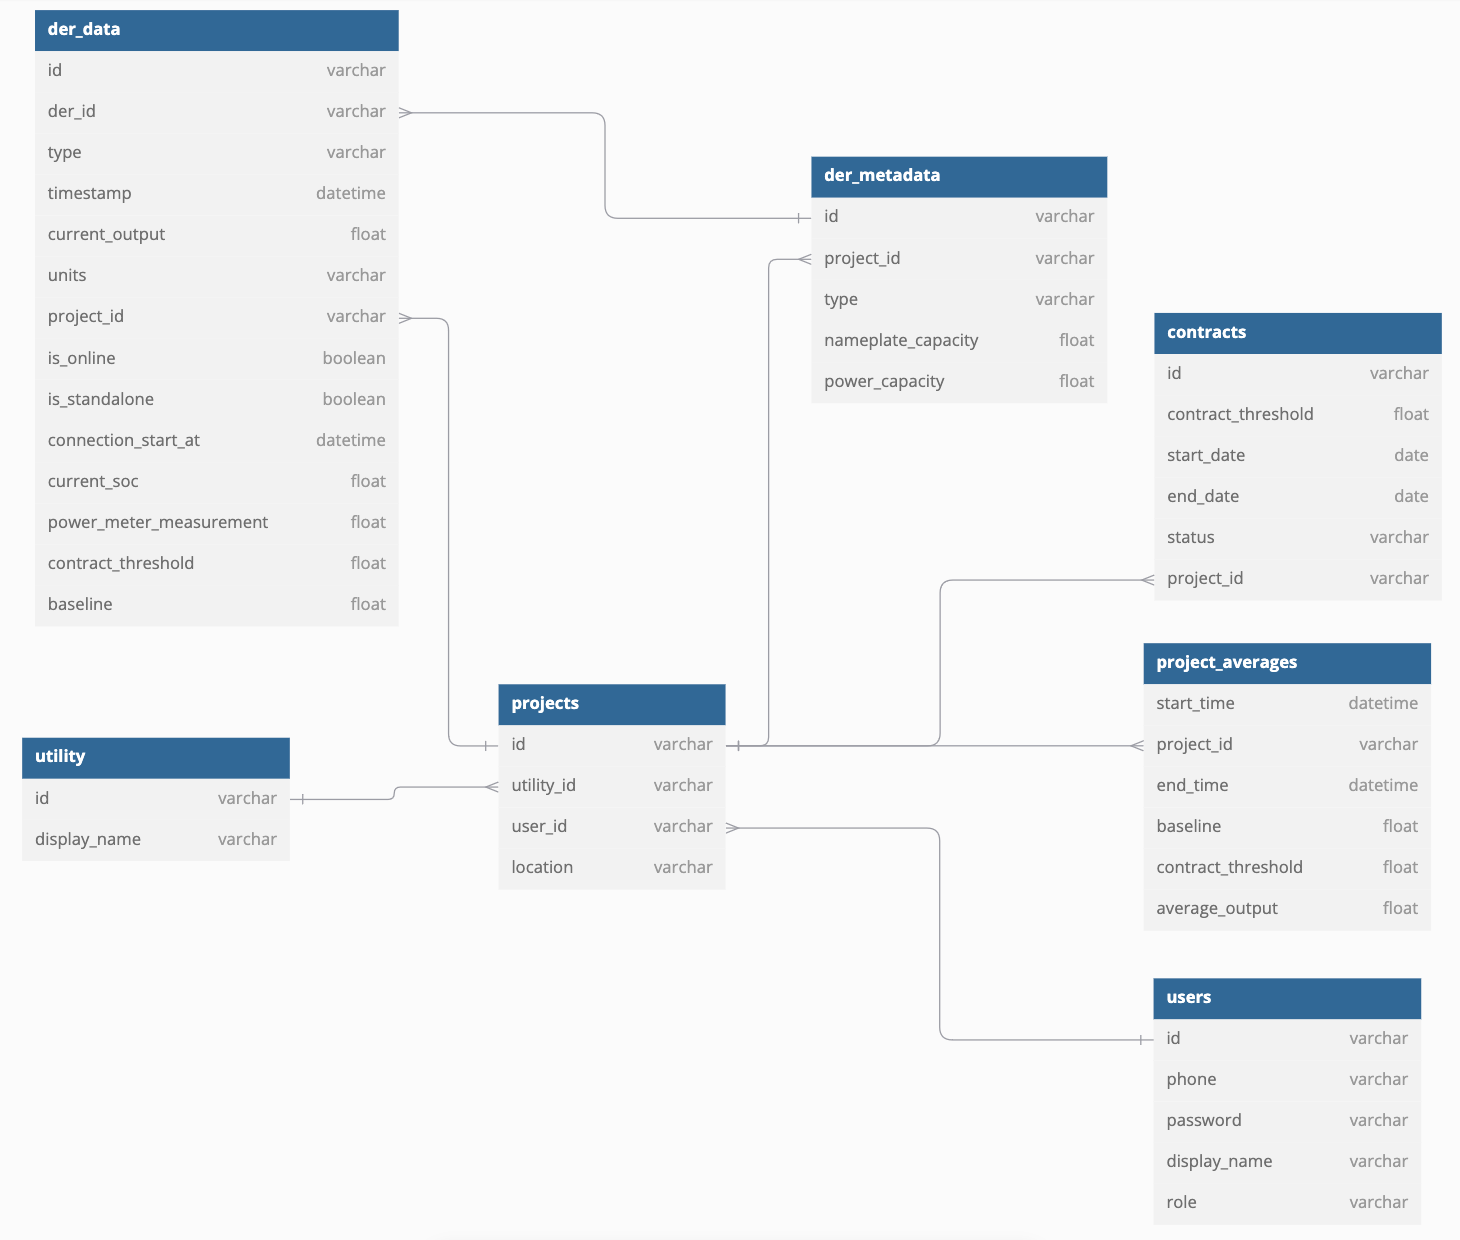 der_data
id varchar
der_id varchar
type varchar
timestamp datetime
current_output float
units varchar
project_id varchar
is_online boolean
is_standalone boolean
connection_start_at datetime
current_soc float
power_meter_measurement float
contract_threshold float
baseline float
der_metadata
id varchar
project_id varchar
type varchar
nameplate_capacity float
power_capacity float
contracts
id varchar
contract_threshold float
start_date date
end_date date
status varchar
project_id varchar
project_averages
start_time datetime
project_id varchar
end_time datetime
baseline float
contract_threshold float
average_output float
projects
id varchar
utility_id varchar
user_id varchar
location varchar
utility
id varchar
display_name varchar
users
id varchar
phone varchar
password varchar
display_name varchar
role varchar